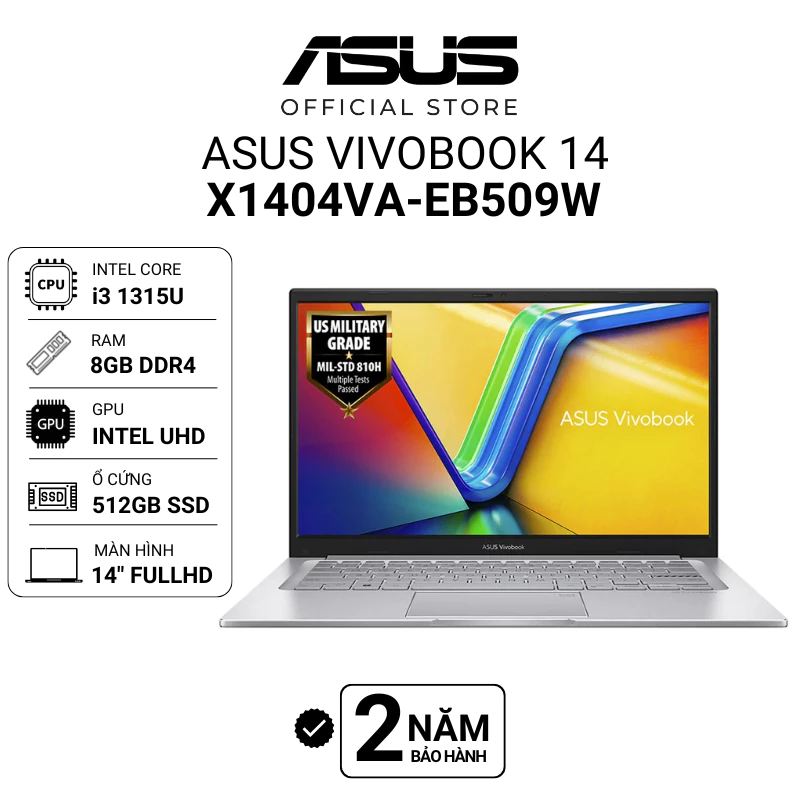 ASUS
OFFICIAL STORE
ASUS VIVOBOOK 14
X1404VA-EB509W
CPU
INTEL CORE
i3 1315U
RAM
8GB DDR4
GPU
GPU
INTEL UHD
SSD
Ổ CỨNG
512GB SSD
MÀN HÌNH
14" FULLHD
US MILITARY
GRADE
MIL-STD 810H
Multiple Tests
Passed
ASUS Vivobook
ASUS Vivobook
2 NĂM
BẢO HÀNH